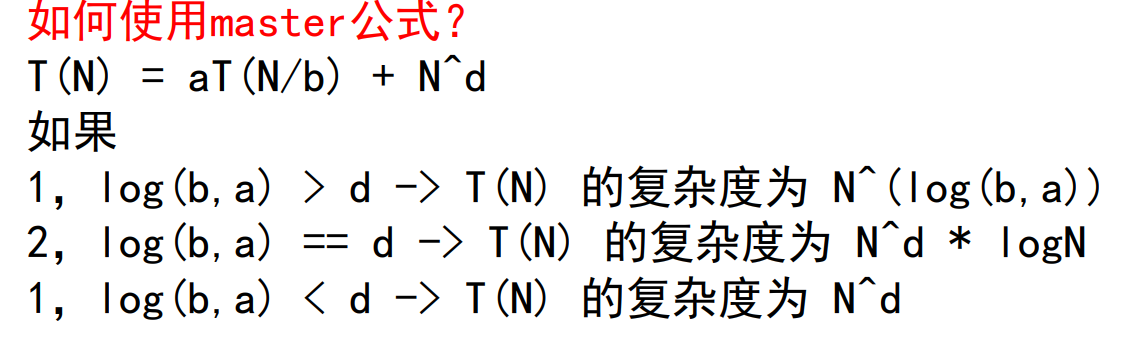 如何使用master公式?
T(N) = aT(N/b) + N^d
如果
1, log(b,a) > d -> T(N) 的复杂度为 N^(log(b,a))
2, log(b,a) == d -> T(N) 的复杂度为 N^d * logN
1, log(b,a) < d -> T(N) 的复杂度为 N^d